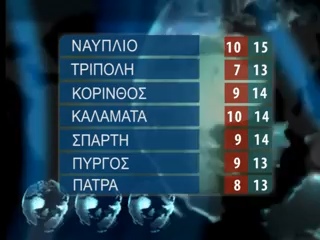 ΝΑΥΠΛΙΟ 10 15
ΤΡΙΠΟΛΗ 7 13
ΚΟΡΙΝΘΟΣ 9 14
ΚΑΛΑΜΑΤΑ 10 14
ΣΠΑΡΤΗ 9 14
ΠΥΡΓΟΣ 9 13
ΠΑΤΡΑ 8 13